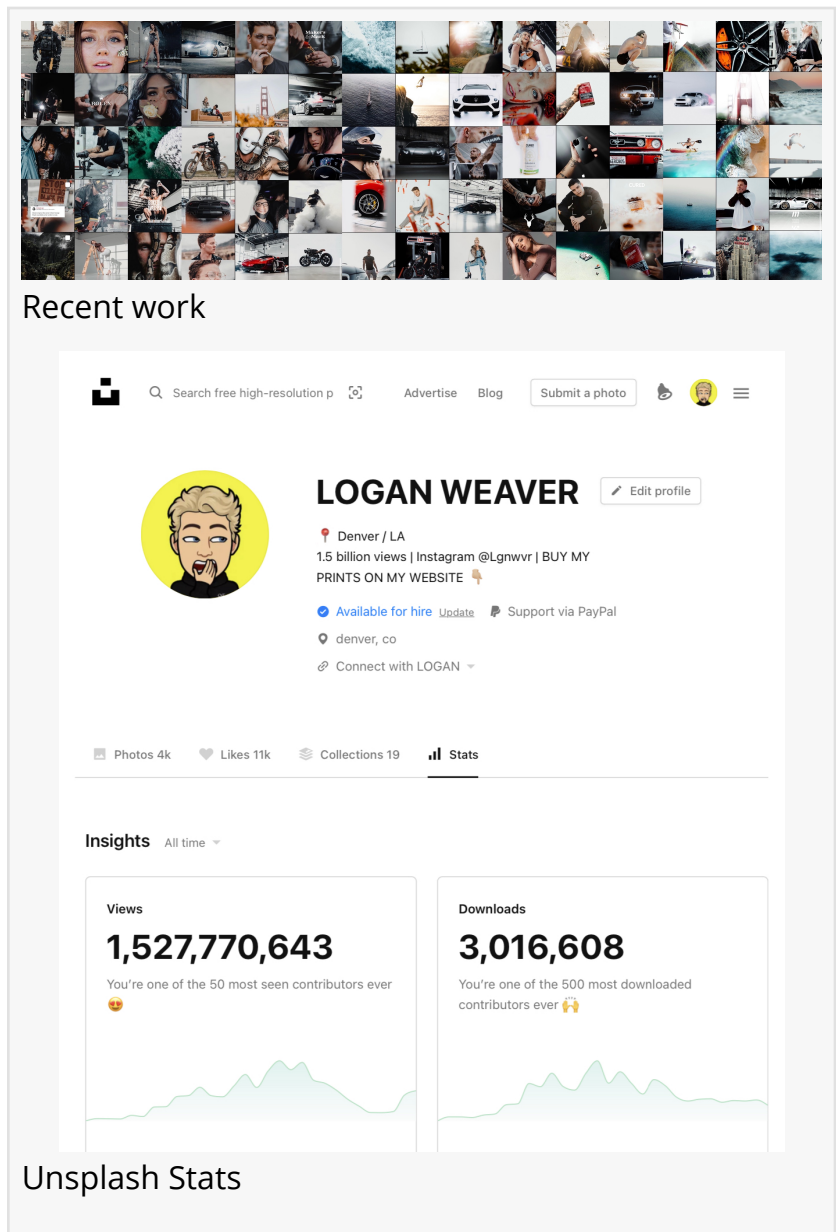 Maker's
Mark
Recent work
Search free high-resolution p
Advertise
Blog
Submit a photo
LOGAN WEAVER
Edit profile
📍 Denver / LA
1.5 billion views | Instagram @Lgnwvr | BUY MY
PRINTS ON MY WEBSITE 👇🏼
Available for hire Update Support via PayPal
denver, co
Connect with LOGAN
Photos 4k
Likes 11k
Collections 19
Stats
Insights All time
Views
1,527,770,643
You're one of the 50 most seen contributors ever
😍
Downloads
3,016,608
You're one of the 500 most downloaded
contributors ever 🙌
Unsplash Stats